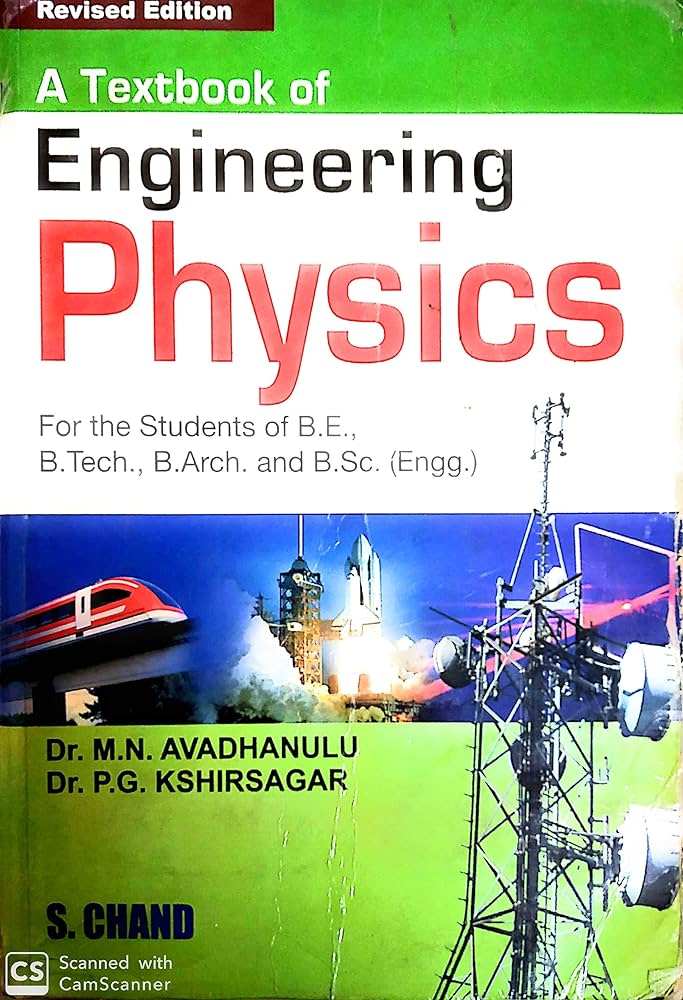 Revised Edition
A Textbook of
Engineering
Physics
For the Students of B.E.,
B.Tech., B.Arch. and B.Sc. (Engg.)
Dr. M.N. AVADHANULU
Dr. P.G. KSHIRSAGAR
S. CHAND
CS
Scanned with
CamScanner